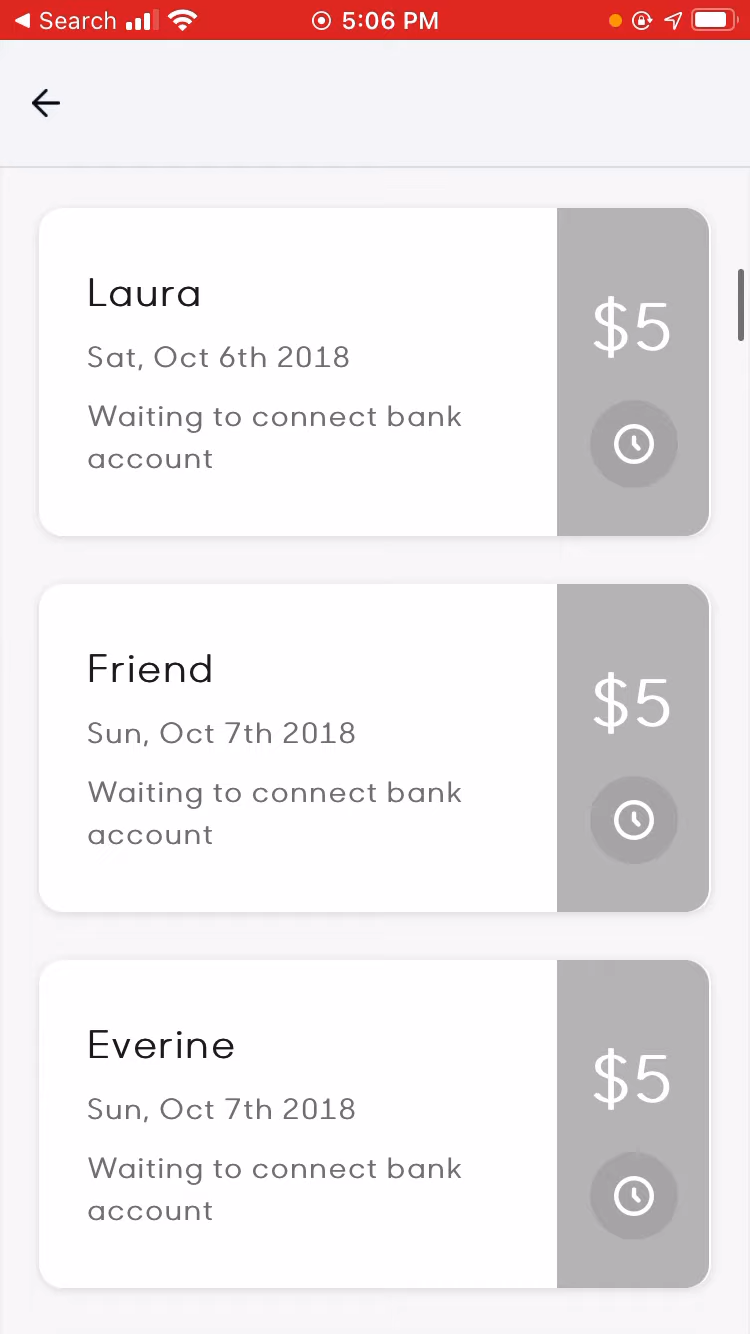 Search
5:06 PM
Laura
Sat, Oct 6th 2018
Waiting to connect bank
account
$5
Friend
Sun, Oct 7th 2018
Waiting to connect bank
account
$5
Everine
Sun, Oct 7th 2018
Waiting to connect bank
account
$5